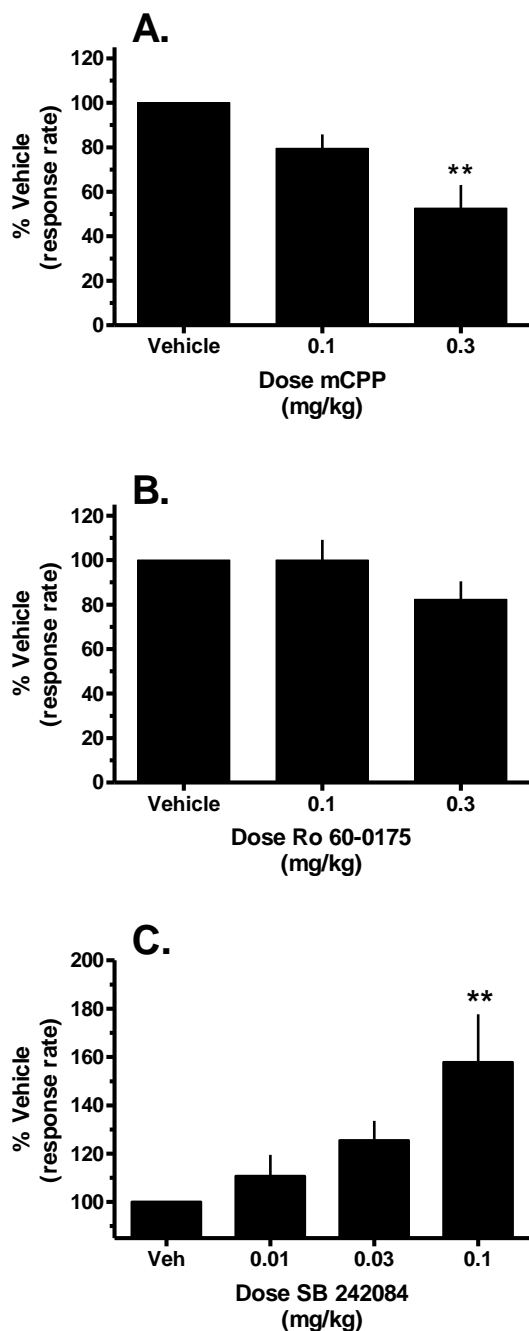 A.
120
100
80
60
40
20
0
% Vehicle
(response rate)
**
Vehicle 0.1 0.3
Dose mCPP
(mg/kg)
B.
120
100
80
60
40
20
0
% Vehicle
(response rate)
Vehicle 0.1 0.3
Dose Ro 60-0175
(mg/kg)
C.
200
180
160
140
120
100
% Vehicle
(response rate)
**
Veh 0.01 0.03 0.1
Dose SB 242084
(mg/kg)